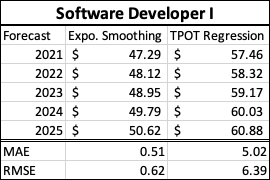 Software Developer I
Forecast Expo. Smoothing TPOT Regression
2021 $ 47.29 $ 57.46
2022 $ 48.12 $ 58.32
2023 $ 48.95 $ 59.17
2024 $ 49.79 $ 60.03
2025 $ 50.62 $ 60.88
MAE 0.51 5.02
RMSE 0.62 6.39